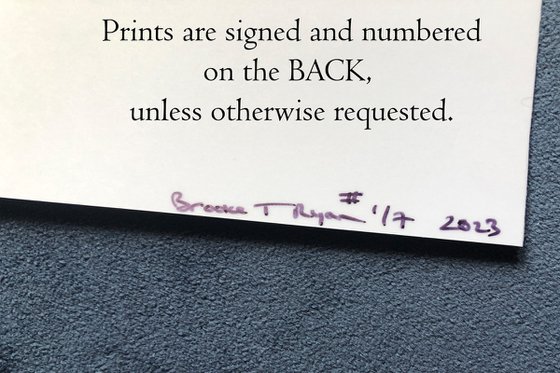 Prints are signed and numbered
on the BACK,
unless otherwise requested.
Brooke T Ryan # 1/7 2023